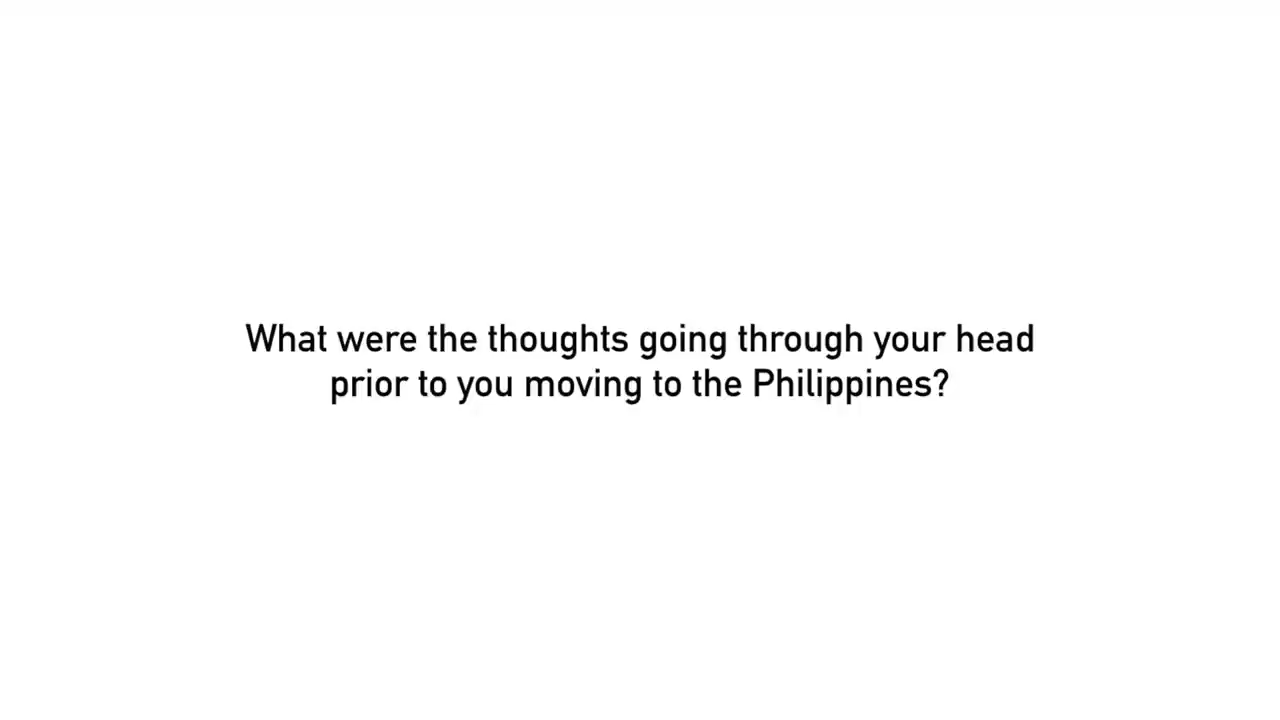 What were the thoughts going through your head
prior to you moving to the Philippines?